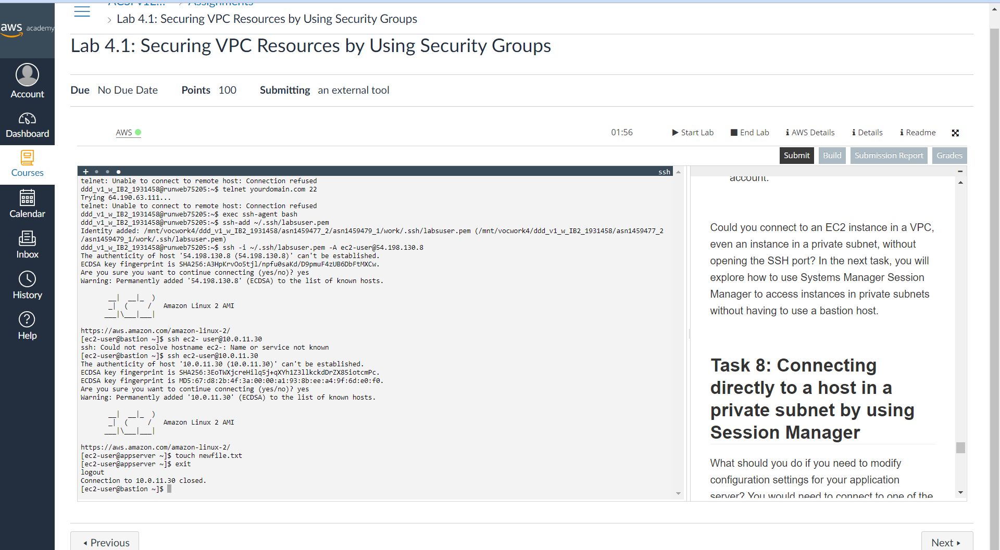 ACSFv1E... > Assignments
> Lab 4.1: Securing VPC Resources by Using Security Groups
aws academy
Lab 4.1: Securing VPC Resources by Using Security Groups
Account
Dashboard
Courses
Calendar
Inbox
History
Help
Due No Due Date Points 100 Submitting an external tool
AWS 01:56 Start Lab End Lab AWS Details Details Readme
Submit Build Submission Report Grades
ssh
telnet: Unable to connect to remote host: Connection refused
ddd_v1_w_IB2_1931458@runweb75205:~$ telnet yourdomain.com 22
Trying 64.190.63.111...
telnet: Unable to connect to remote host: Connection refused
ddd_v1_w_IB2_1931458@runweb75205:~$ exec ssh-agent bash
ddd_v1_w_IB2_1931458@runweb75205:~$ ssh-add ~/.ssh/labsuser.pem
Identity added: /mnt/vocwork4/ddd_v1_w_IB2_1931458/asn1459477_2/asn1459479_1/work/.ssh/labsuser.pem (/mnt/vocwork4/ddd_v1_w_IB2_1931458/asn1459477_2
/asn1459479_1/work/.ssh/labsuser.pem)
ddd_v1_w_IB2_1931458@runweb75205:~$ ssh -i ~/.ssh/labsuser.pem -A ec2-user@54.198.130.8
The authenticity of host '54.198.130.8 (54.198.130.8)' can't be established.
ECDSA key fingerprint is SHA256:A3HpKrvOo5tjl/npfu0saKd/D9pmuF4zUB6DbFtMXCw.
Are you sure you want to continue connecting (yes/no)? yes
Warning: Permanently added '54.198.130.8' (ECDSA) to the list of known hosts.
__| __|_ )
_| ( / Amazon Linux 2 AMI
___|\___|___|
https://aws.amazon.com/amazon-linux-2/
[ec2-user@bastion ~]$ ssh ec2- user@10.0.11.30
ssh: Could not resolve hostname ec2-: Name or service not known
[ec2-user@bastion ~]$ ssh ec2-user@10.0.11.30
The authenticity of host '10.0.11.30 (10.0.11.30)' can't be established.
ECDSA key fingerprint is SHA256:3EoTWXjcreHilq5j+qXYh1Z3llkckdDrZX85iotcmPc.
ECDSA key fingerprint is MD5:67:d8:2b:4f:3a:00:00:a1:93:8b:ee:a4:9f:6d:e0:f0.
Are you sure you want to continue connecting (yes/no)? yes
Warning: Permanently added '10.0.11.30' (ECDSA) to the list of known hosts.
__| __|_ )
_| ( / Amazon Linux 2 AMI
___|\___|___|
https://aws.amazon.com/amazon-linux-2/
[ec2-user@appserver ~]$ touch newfile.txt
[ec2-user@appserver ~]$ exit
logout
Connection to 10.0.11.30 closed.
[ec2-user@bastion ~]$
account.
Could you connect to an EC2 instance in a VPC,
even an instance in a private subnet, without
opening the SSH port? In the next task, you will
explore how to use Systems Manager Session
Manager to access instances in private subnets
without having to use a bastion host.
Task 8: Connecting
directly to a host in a
private subnet by using
Session Manager
What should you do if you need to modify
configuration settings for your application
server? You would need to connect to one of the
Previous
Next